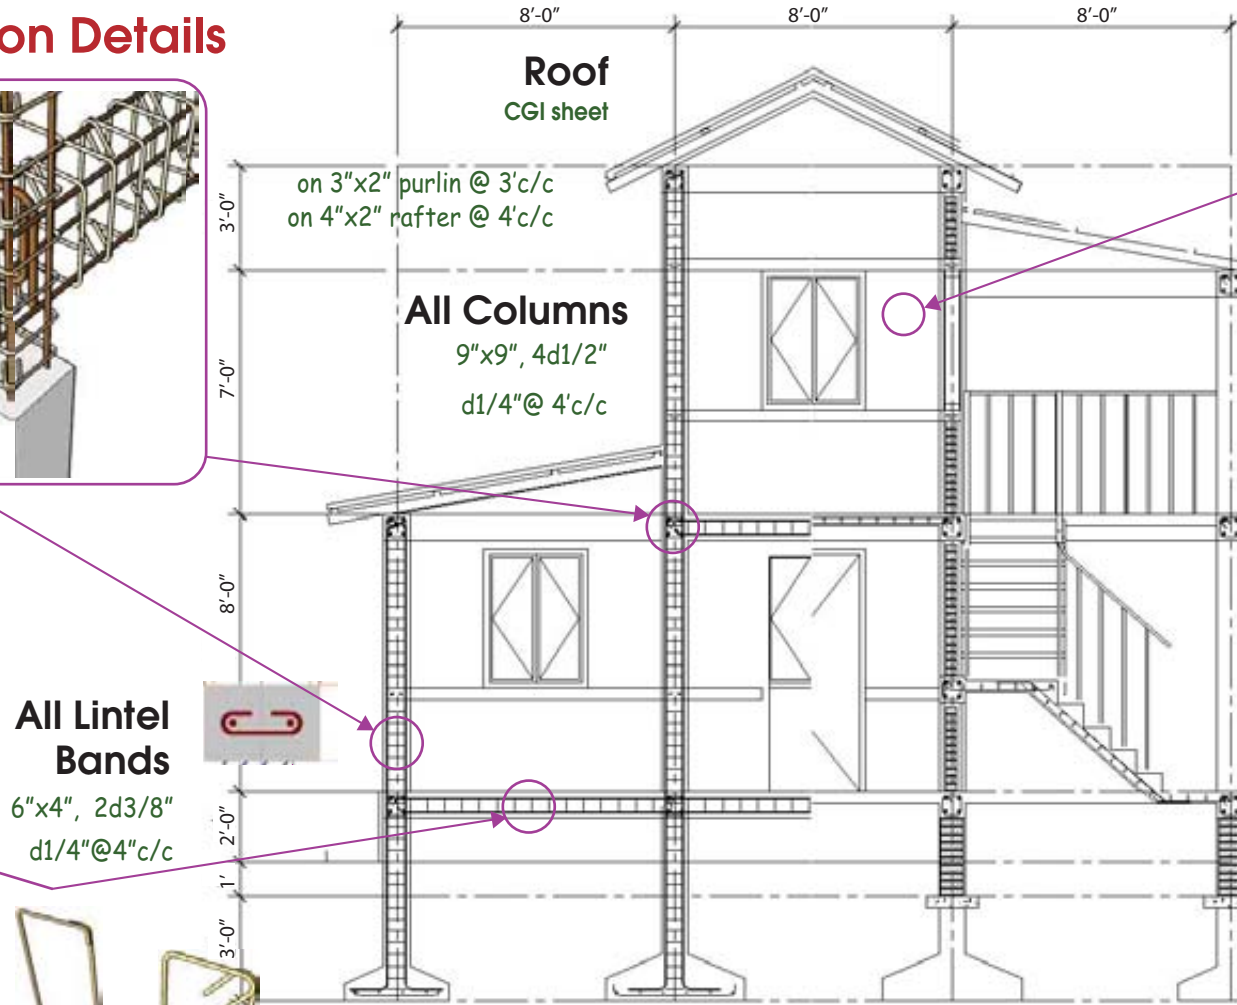 on Details
8'-0"
8'-0"
8'-0"
Roof
CGI sheet
on 3"x2" purlin @ 3'c/c
on 4"x2" rafter @ 4'c/c
3'-0"
All Columns
9"x9", 4d1/2"
d1/4"@ 4'c/c
7'-0"
8'-0"
All Lintel
Bands
6"x4", 2d3/8"
d1/4"@4"c/c
2'-0"
1'
3'-0"